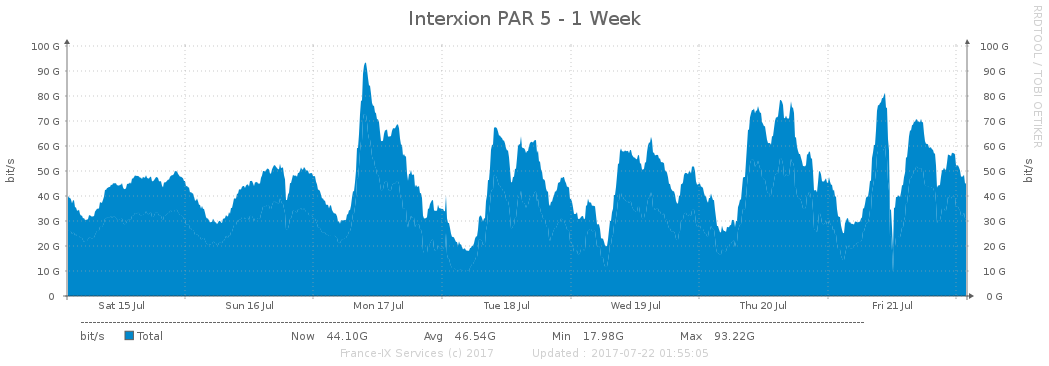 Interxion PAR 5 - 1 Week
RRDTOOL / TOBI OETIKER
bit/s
bit/s
100 G 100 G
90 G 90 G
80 G 80 G
70 G 70 G
60 G 60 G
50 G 50 G
40 G 40 G
30 G 30 G
20 G 20 G
10 G 10 G
0 0 G
Sat 15 Jul Sun 16 Jul Mon 17 Jul Tue 18 Jul Wed 19 Jul Thu 20 Jul Fri 21 Jul
bit/s Total Now 44.10G Avg 46.54G Min 17.98G Max 93.22G
France-IX Services (c) 2017 Updated : 2017-07-22 01:55:05